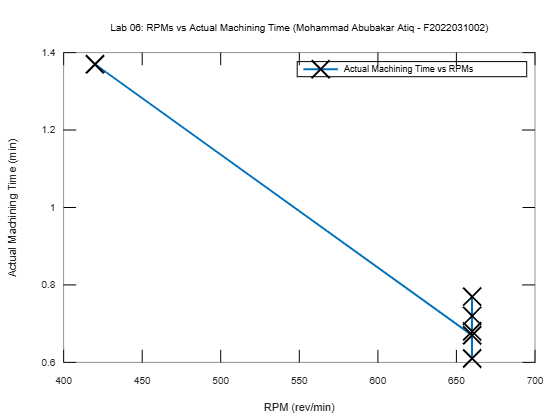 Lab 06: RPMs vs Actual Machining Time (Mohammad Abubakar Atiq - F2022031002)
Actual Machining Time vs RPMs
1.4
1.2
1
0.8
0.6
Actual Machining Time (min)
400 450 500 550 600 650 700
RPM (rev/min)